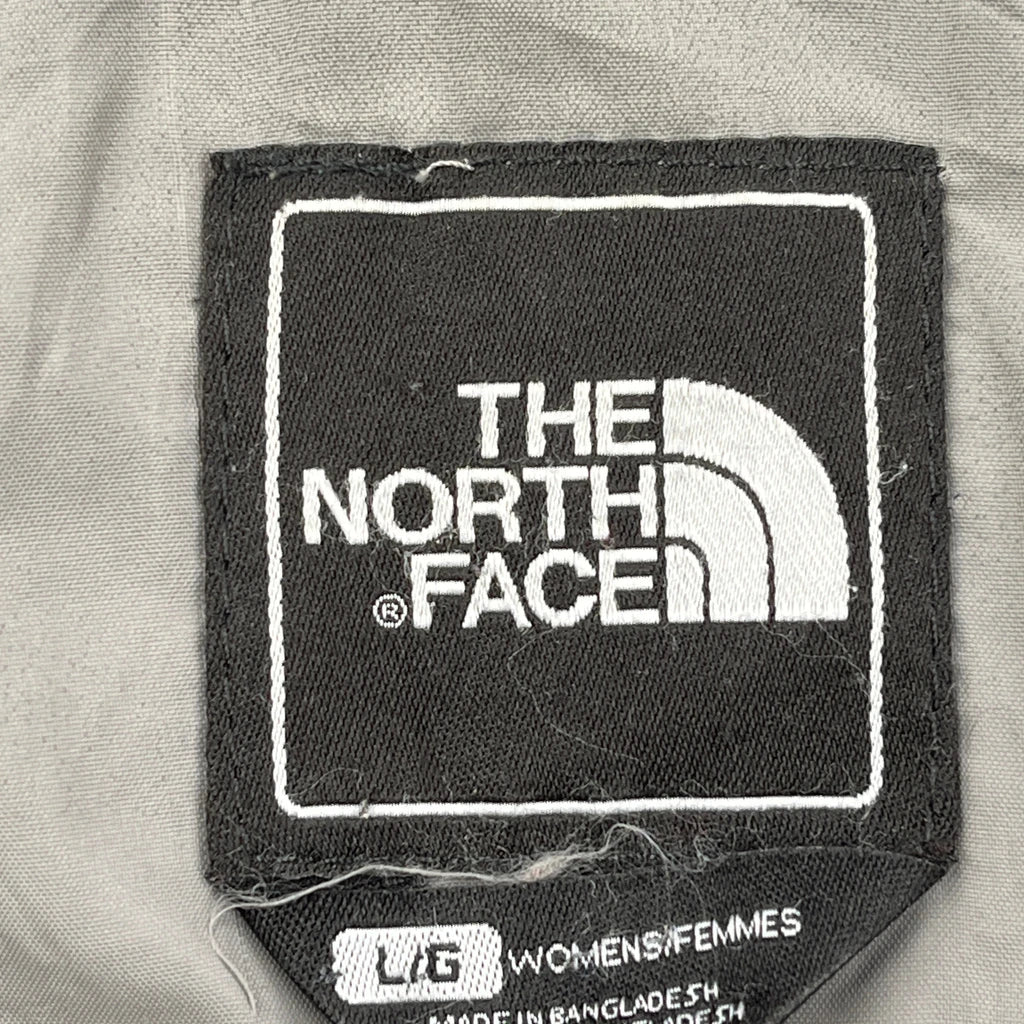 THE
NORTH
® FACE
L/G WOMENS/FEMMES
MADE IN BANGLADESH